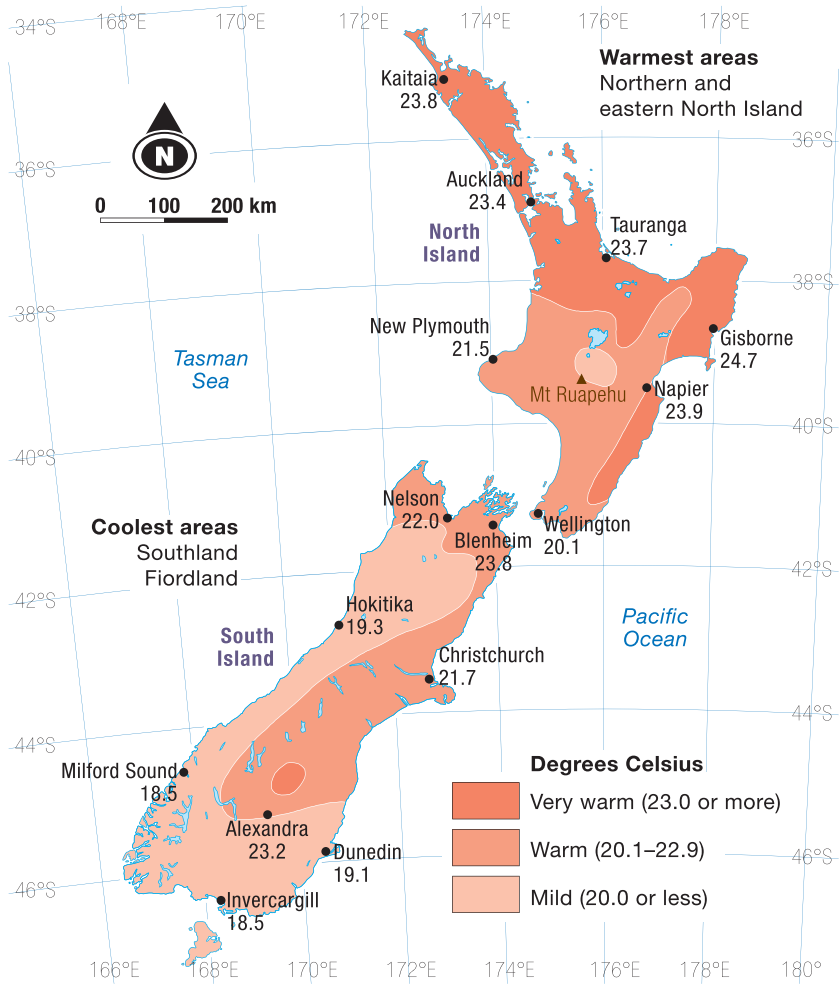 168°E
170°E
172°E
174°E
176°E
178°E
34°S
Warmest areas
Northern and
eastern North Island
Kaitaia
23.8
36°S
36°S
N
0 100 200 km
Auckland
23.4
North
Island
Tauranga
23.7
38°S
38°S
New Plymouth
21.5
Gisborne
24.7
Tasman
Sea
Mt Ruapehu
Napier
23.9
40°S
40°S
Nelson
22.0
Blenheim
23.8
Wellington
20.1
Coolest areas
Southland
Fiordland
42°S
42°S
Hokitika
19.3
Pacific
Ocean
South
Island
Christchurch
21.7
44°S
44°S
Milford Sound
18.5
Alexandra
23.2
Dunedin
19.1
Invercargill
18.5
46°S
46°S
Degrees Celsius
Very warm (23.0 or more)
Warm (20.1–22.9)
Mild (20.0 or less)
166°E
168°E
170°E
172°E
174°E
176°E
178°E
180°